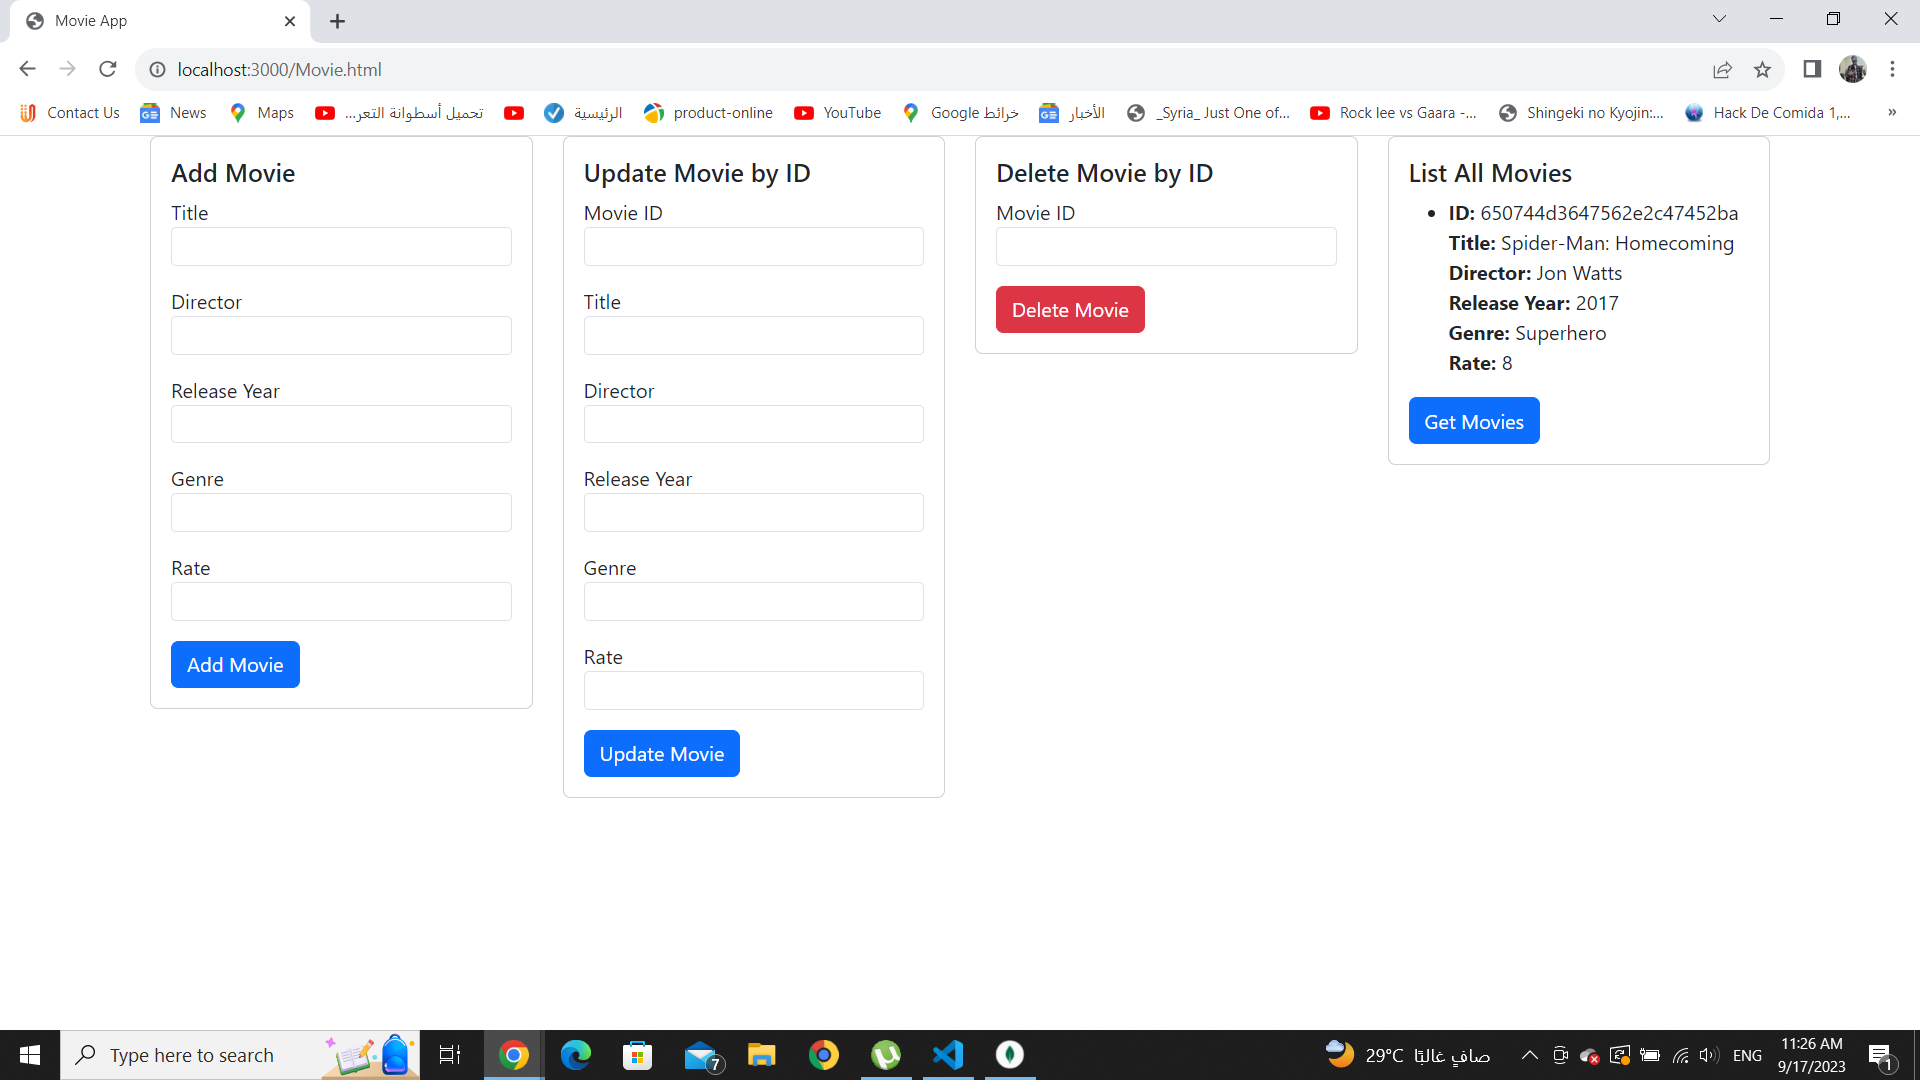 Movie App
localhost:3000/Movie.html
Contact Us
News
Maps
تحميل أسطوانة التعر...
الرئيسية
product-online
YouTube
Google خرائط
الأخبار
_Syria_ Just One of...
Rock lee vs Gaara -...
Shingeki no Kyojin:...
Hack De Comida 1,...
»
Add Movie
Title
Director
Release Year
Genre
Rate
Add Movie
Update Movie by ID
Movie ID
Title
Director
Release Year
Genre
Rate
Update Movie
Delete Movie by ID
Movie ID
Delete Movie
List All Movies
• ID: 650744d3647562e2c47452ba
Title: Spider-Man: Homecoming
Director: Jon Watts
Release Year: 2017
Genre: Superhero
Rate: 8
Get Movies
Type here to search
7
29°C صافٍ غالبًا
ENG
11:26 AM
9/17/2023
1